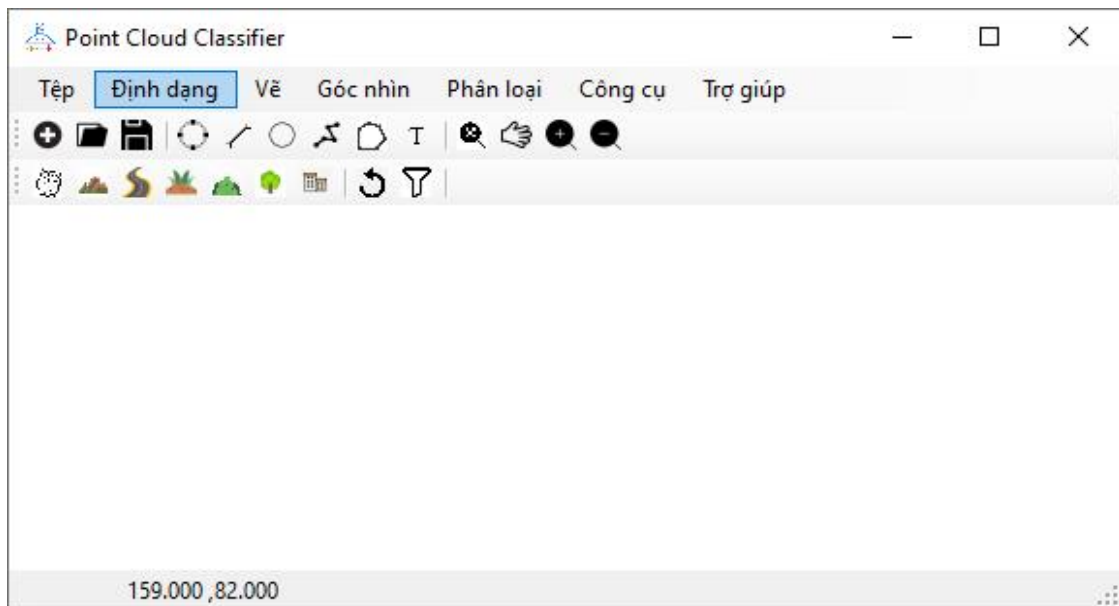 Point Cloud Classifier
Tệp Định dạng Vẽ Góc nhìn Phân loại Công cụ Trợ giúp
T
159.000 ,82.000